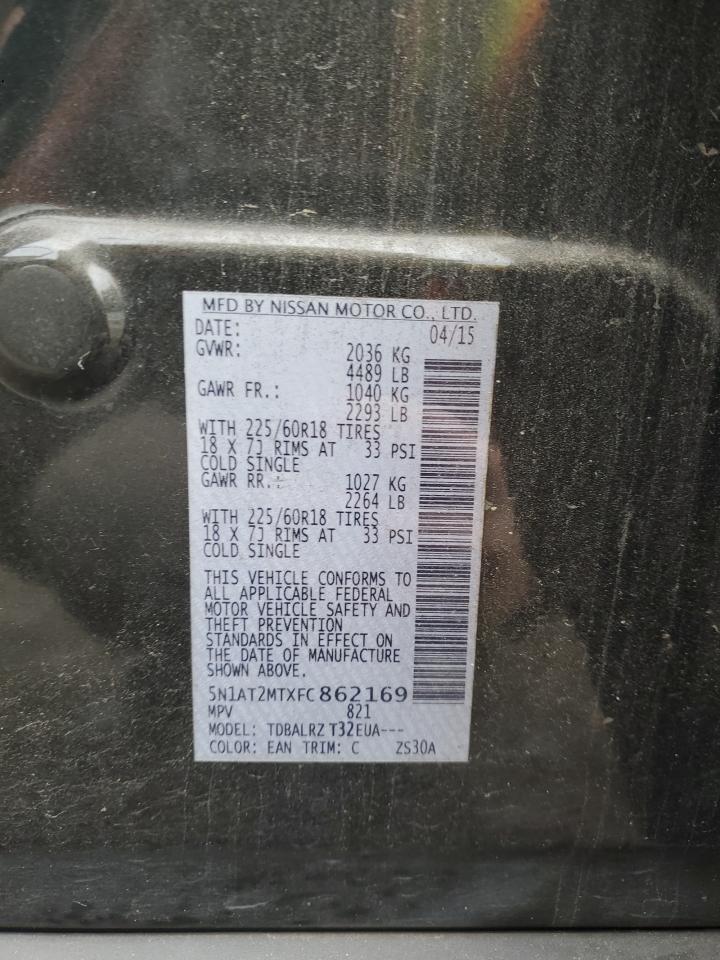 MFD BY NISSAN MOTOR CO., LTD.
DATE: 04/15
GVWR: 2036 KG
4489 LB
GAWR FR.: 1040 KG
2293 LB
WITH 225/60R18 TIRES
18 X 7J RIMS AT 33 PSI
COLD SINGLE
GAWR RR.: 1027 KG
2264 LB
WITH 225/60R18 TIRES
18 X 7J RIMS AT 33 PSI
COLD SINGLE
THIS VEHICLE CONFORMS TO
ALL APPLICABLE FEDERAL
MOTOR VEHICLE SAFETY AND
THEFT PREVENTION
STANDARDS IN EFFECT ON
THE DATE OF MANUFACTURE
SHOWN ABOVE.
5N1AT2MTXFC862169
MPV 821
MODEL: TDBALRZ T32EUA---
COLOR: EAN TRIM: C ZS30A